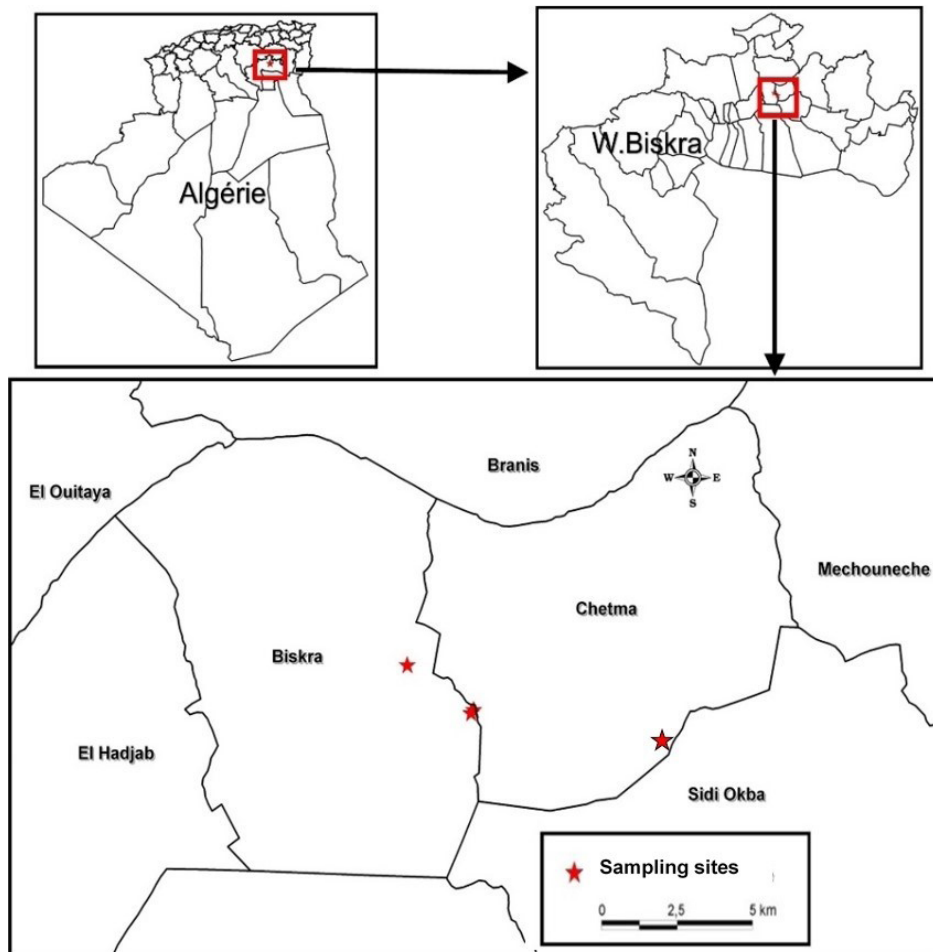 Algérie
W.Biskra
N
W E
S
Branis
El Ouitaya
Mechouneche
Chetma
Biskra
El Hadjab
Sidi Okba
Sampling sites
0 2,5 5 km